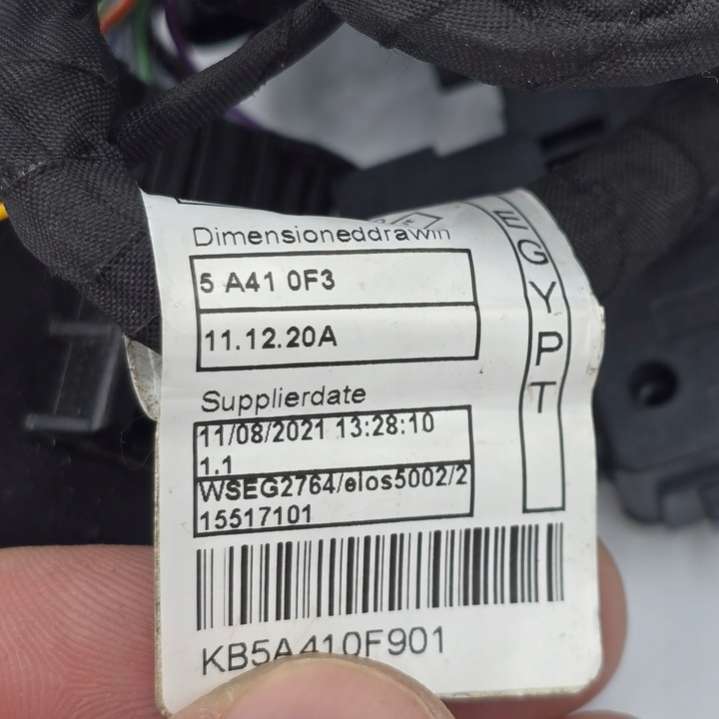 Dimensioneddrawin
5 A41 0F3
11.12.20A
Supplierdate
11/08/2021 13:28:10
1.1
WSEG2764/elos5002/2
15517101
KB5A410F901
EGYPT